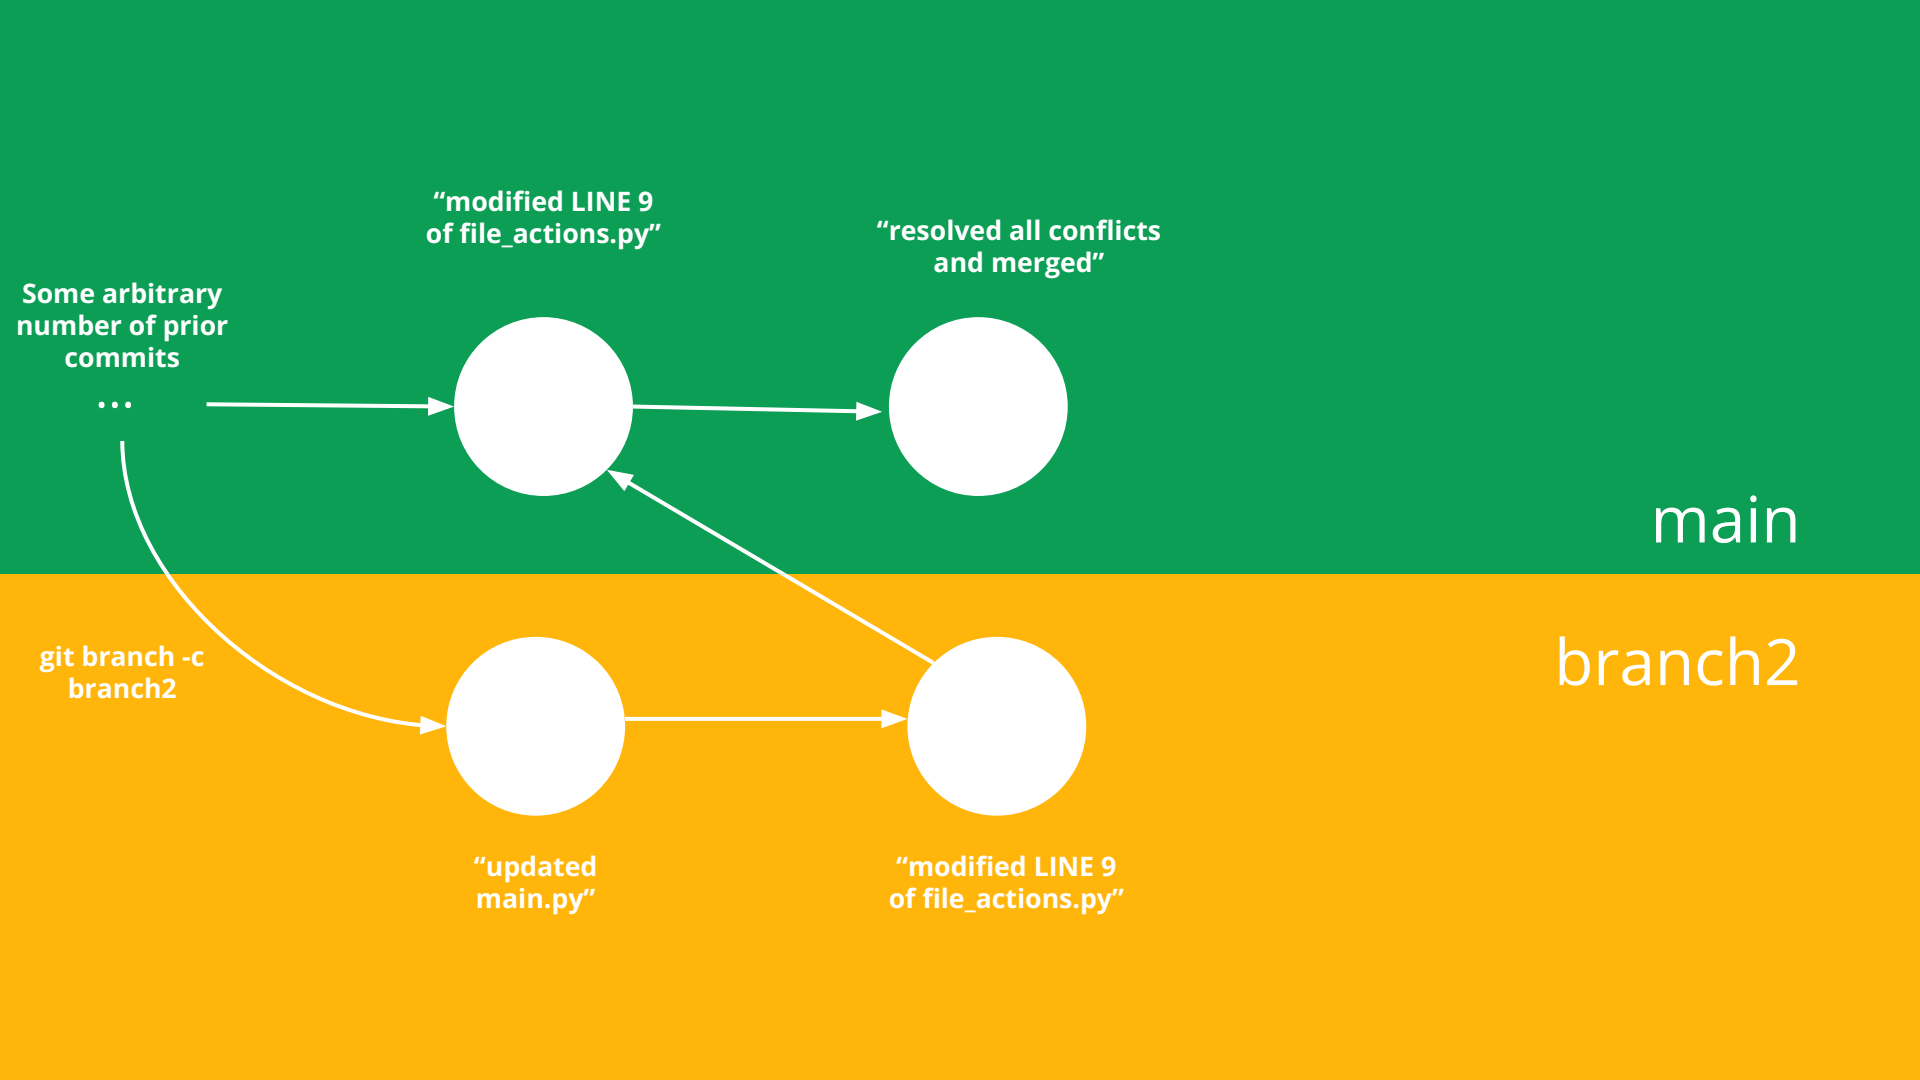 “modified LINE 9
of file_actions.py”
“resolved all conflicts
and merged”
Some arbitrary
number of prior
commits
...
main
git branch -c
branch2
branch2
“updated
main.py”
“modified LINE 9
of file_actions.py”